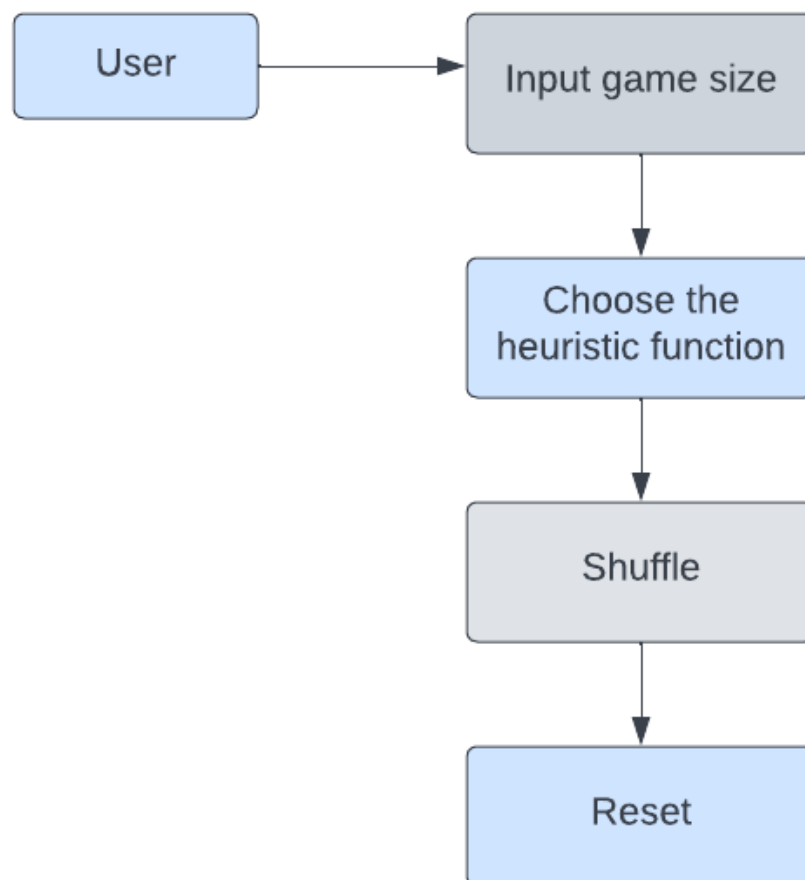 User
Input game size
Choose the
heuristic function
Shuffle
Reset